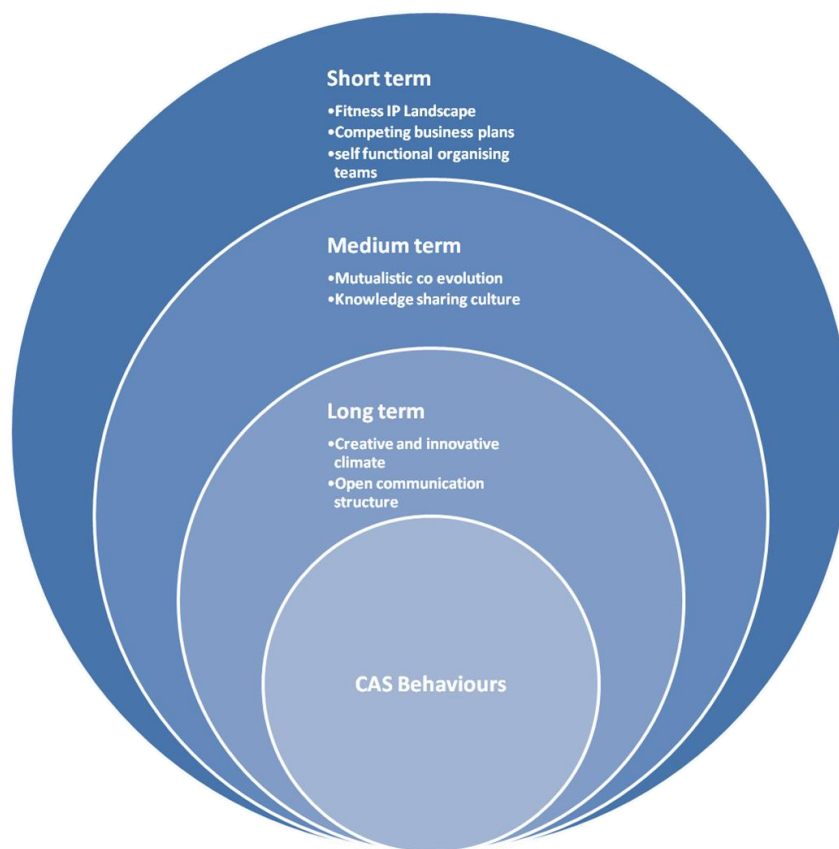 Short term
•Fitness IP Landscape
•Competing business plans
•self functional organising
teams
Medium term
•Mutualistic co evolution
•Knowledge sharing culture
Long term
•Creative and innovative
climate
•Open communication
structure
CAS Behaviours